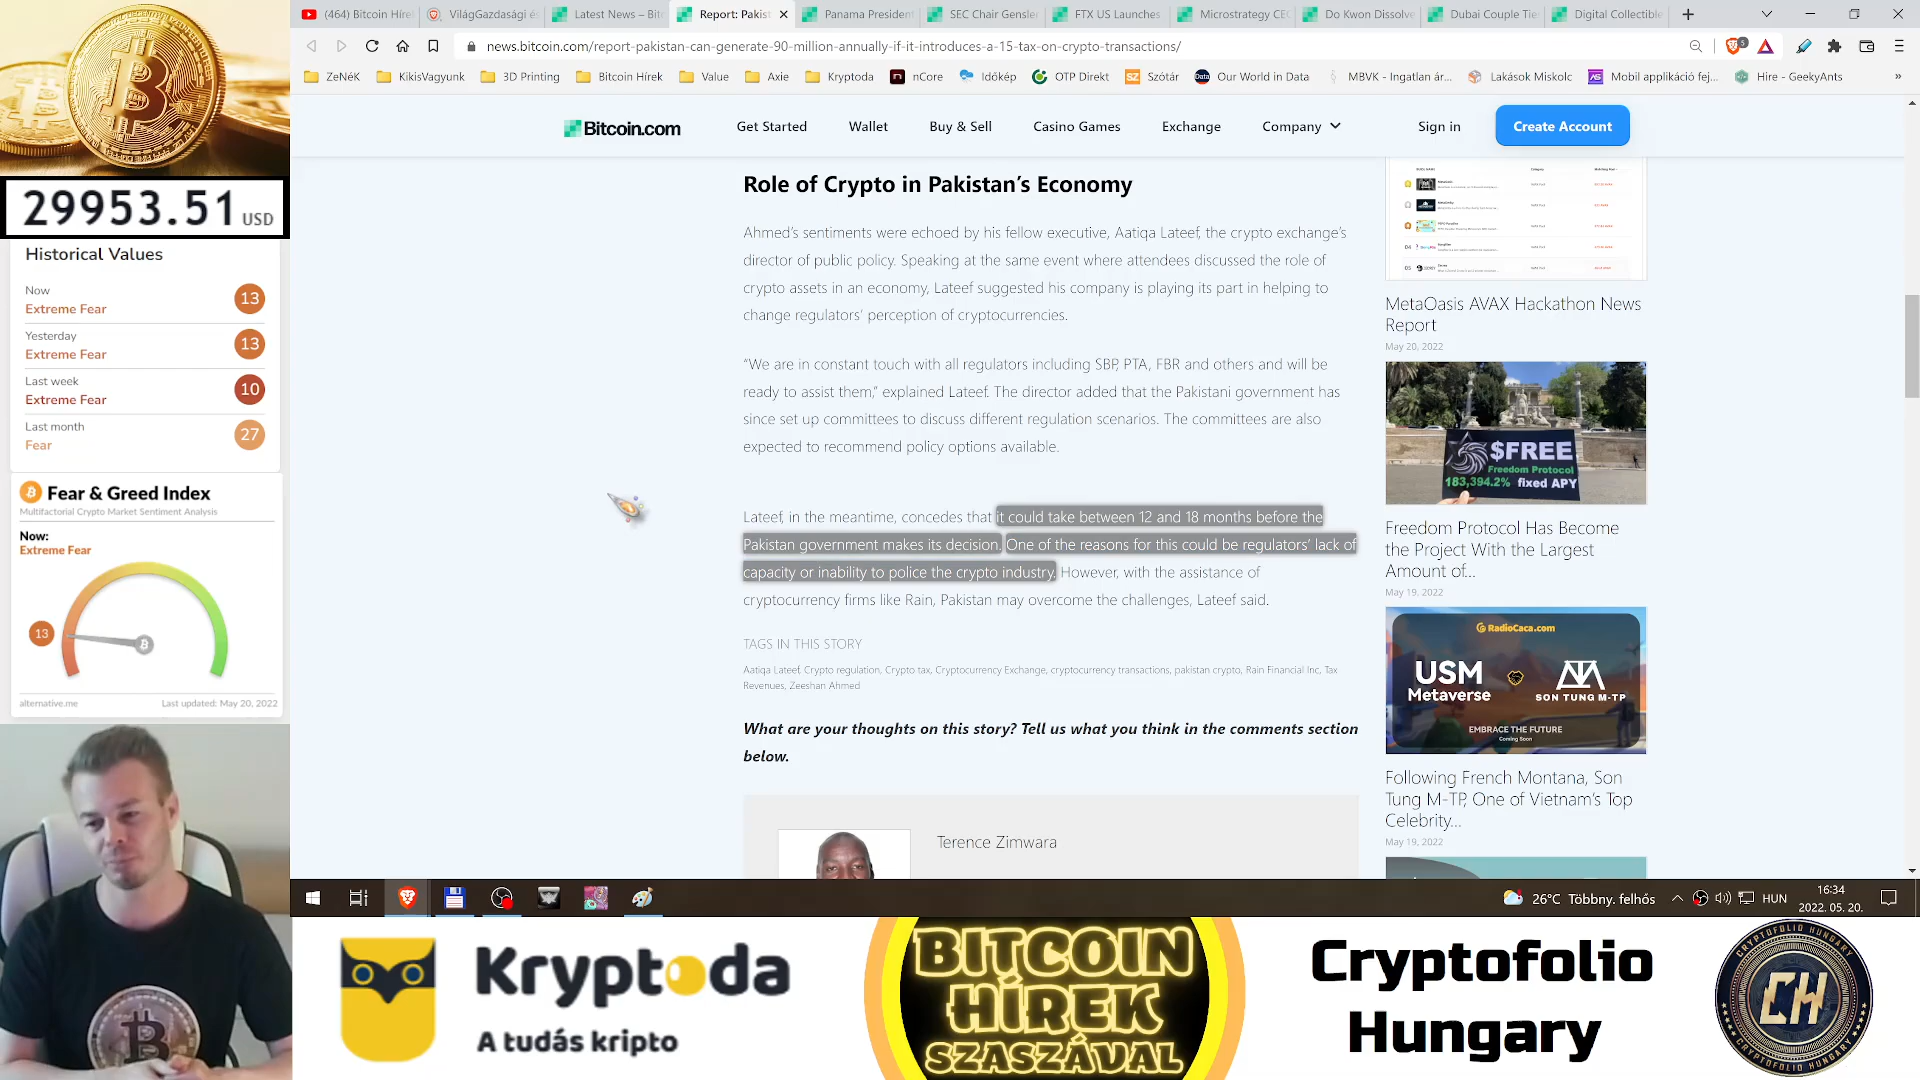 (464) Bitcoin Híre
VilágGazdasági é
Latest News – Bit
Report: Pakist
Panama President
SEC Chair Gensle
FTX US Launches
Microstrategy CE
Do Kwon Dissolve
Dubai Couple Tie
Digital Collectible
news.bitcoin.com/report-pakistan-can-generate-90-million-annually-if-it-introduces-a-15-tax-on-crypto-transactions/
ZeNéK
KikisVagyunk
3D Printing
Bitcoin Hírek
Value
Axie
Kryptoda
nCore
Időkép
OTP Direkt
Szótár
Our World in Data
MBVK - Ingatlan ár...
Lakások Miskolc
Mobil applikáció fej...
Hire - GeekyAnts
Bitcoin.com
Get Started
Wallet
Buy & Sell
Casino Games
Exchange
Company
Sign in
Create Account
29953.51 USD
Historical Values
Now
Extreme Fear
13
Yesterday
Extreme Fear
13
Last week
Extreme Fear
10
Last month
Fear
27
Fear & Greed Index
Multifactorial Crypto Market Sentiment Analysis
Now:
Extreme Fear
13
alternative.me
Last updated: May 20, 2022
Role of Crypto in Pakistan's Economy
Ahmed's sentiments were echoed by his fellow executive, Aatiqa Lateef, the crypto exchange's
director of public policy. Speaking at the same event where attendees discussed the role of
crypto assets in an economy, Lateef suggested his company is playing its part in helping to
change regulators' perception of cryptocurrencies.
“We are in constant touch with all regulators including SBP, PTA, FBR and others and will be
ready to assist them,” explained Lateef. The director added that the Pakistani government has
since set up committees to discuss different regulation scenarios. The committees are also
expected to recommend policy options available.
Lateef, in the meantime, concedes that it could take between 12 and 18 months before the
Pakistan government makes its decision. One of the reasons for this could be regulators' lack of
capacity or inability to police the crypto industry. However, with the assistance of
cryptocurrency firms like Rain, Pakistan may overcome the challenges, Lateef said.
TAGS IN THIS STORY
Aatiqa Lateef, Crypto regulation, Crypto tax, Cryptocurrency Exchange, cryptocurrency transactions, pakistan crypto, Rain Financial Inc, Tax
Revenues, Zeeshan Ahmed
What are your thoughts on this story? Tell us what you think in the comments section
below.
Terence Zimwara
MetaOasis AVAX Hackathon News
Report
May 20, 2022
$FREE
Freedom Protocol
183,394.2% fixed APY
Freedom Protocol Has Become
the Project With the Largest
Amount of...
May 19, 2022
RadioCaca.com
USM
Metaverse
SON TUNG M-TP
EMBRACE THE FUTURE
Coming Soon
Following French Montana, Son
Tung M-TP, One of Vietnam's Top
Celebrity...
May 19, 2022
26°C Többny. felhős
HUN
16:34
2022. 05. 20.
Kryptoda
A tudás kripto
BITCOIN
HÍREK
SZASZÁVAL
Cryptofolio
Hungary
CRYPTOFOLIO HUNGARY
CH
CRYPTOFOLIO HUNGARY